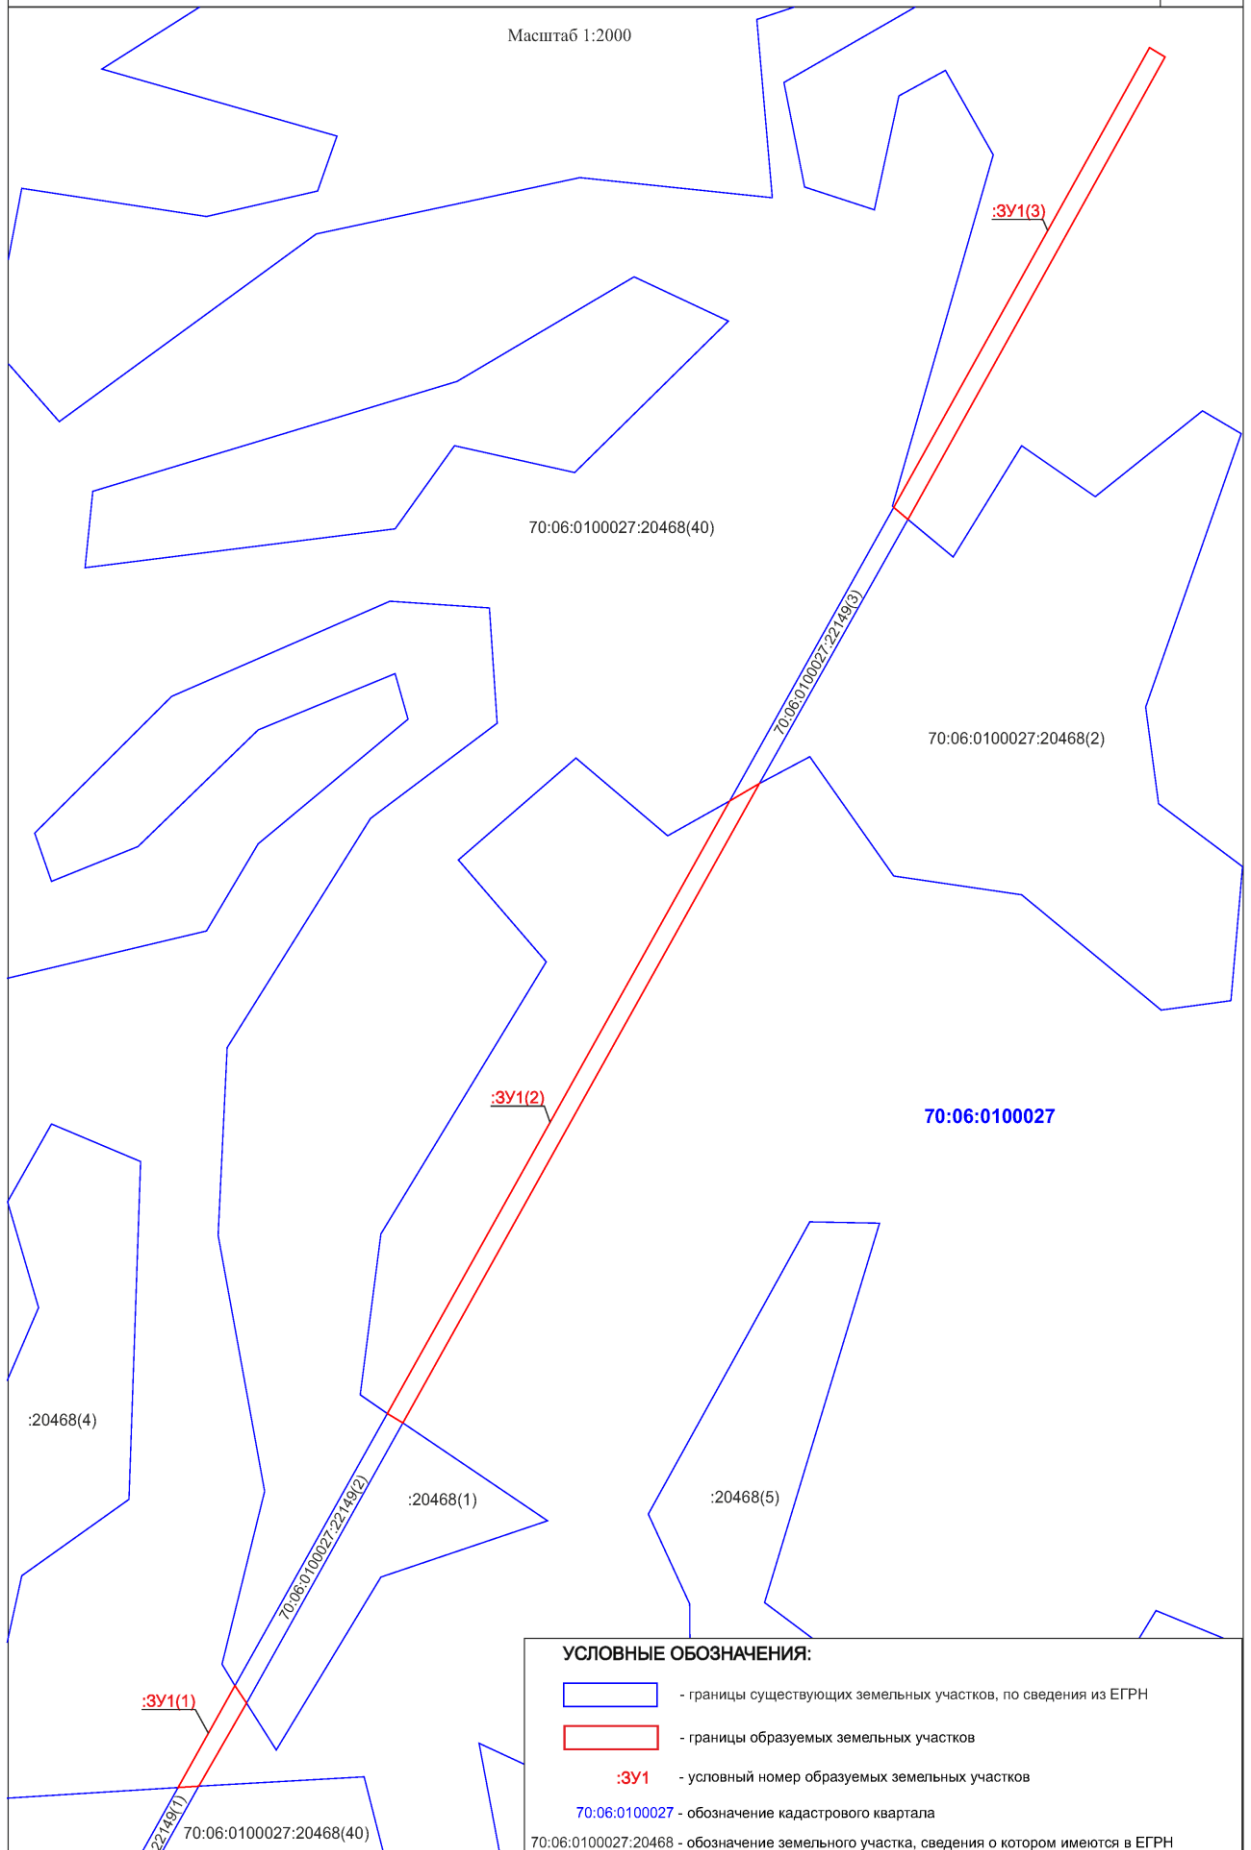 Масштаб 1:2000
:ЗУ1(3)
70:06:0100027:20468(40)
70:06:0100027:22149(3)
70:06:0100027:20468(2)
:ЗУ1(2)
70:06:0100027
:20468(4)
:20468(1)
:20468(5)
70:06:0100027:22149(2)
:ЗУ1(1)
22149(1)
70:06:0100027:20468(40)
УСЛОВНЫЕ ОБОЗНАЧЕНИЯ:
- границы существующих земельных участков, по сведения из ЕГРН
- границы образуемых земельных участков
:ЗУ1 - условный номер образуемых земельных участков
70:06:0100027 - обозначение кадастрового квартала
70:06:0100027:20468 - обозначение земельного участка, сведения о котором имеются в ЕГРН